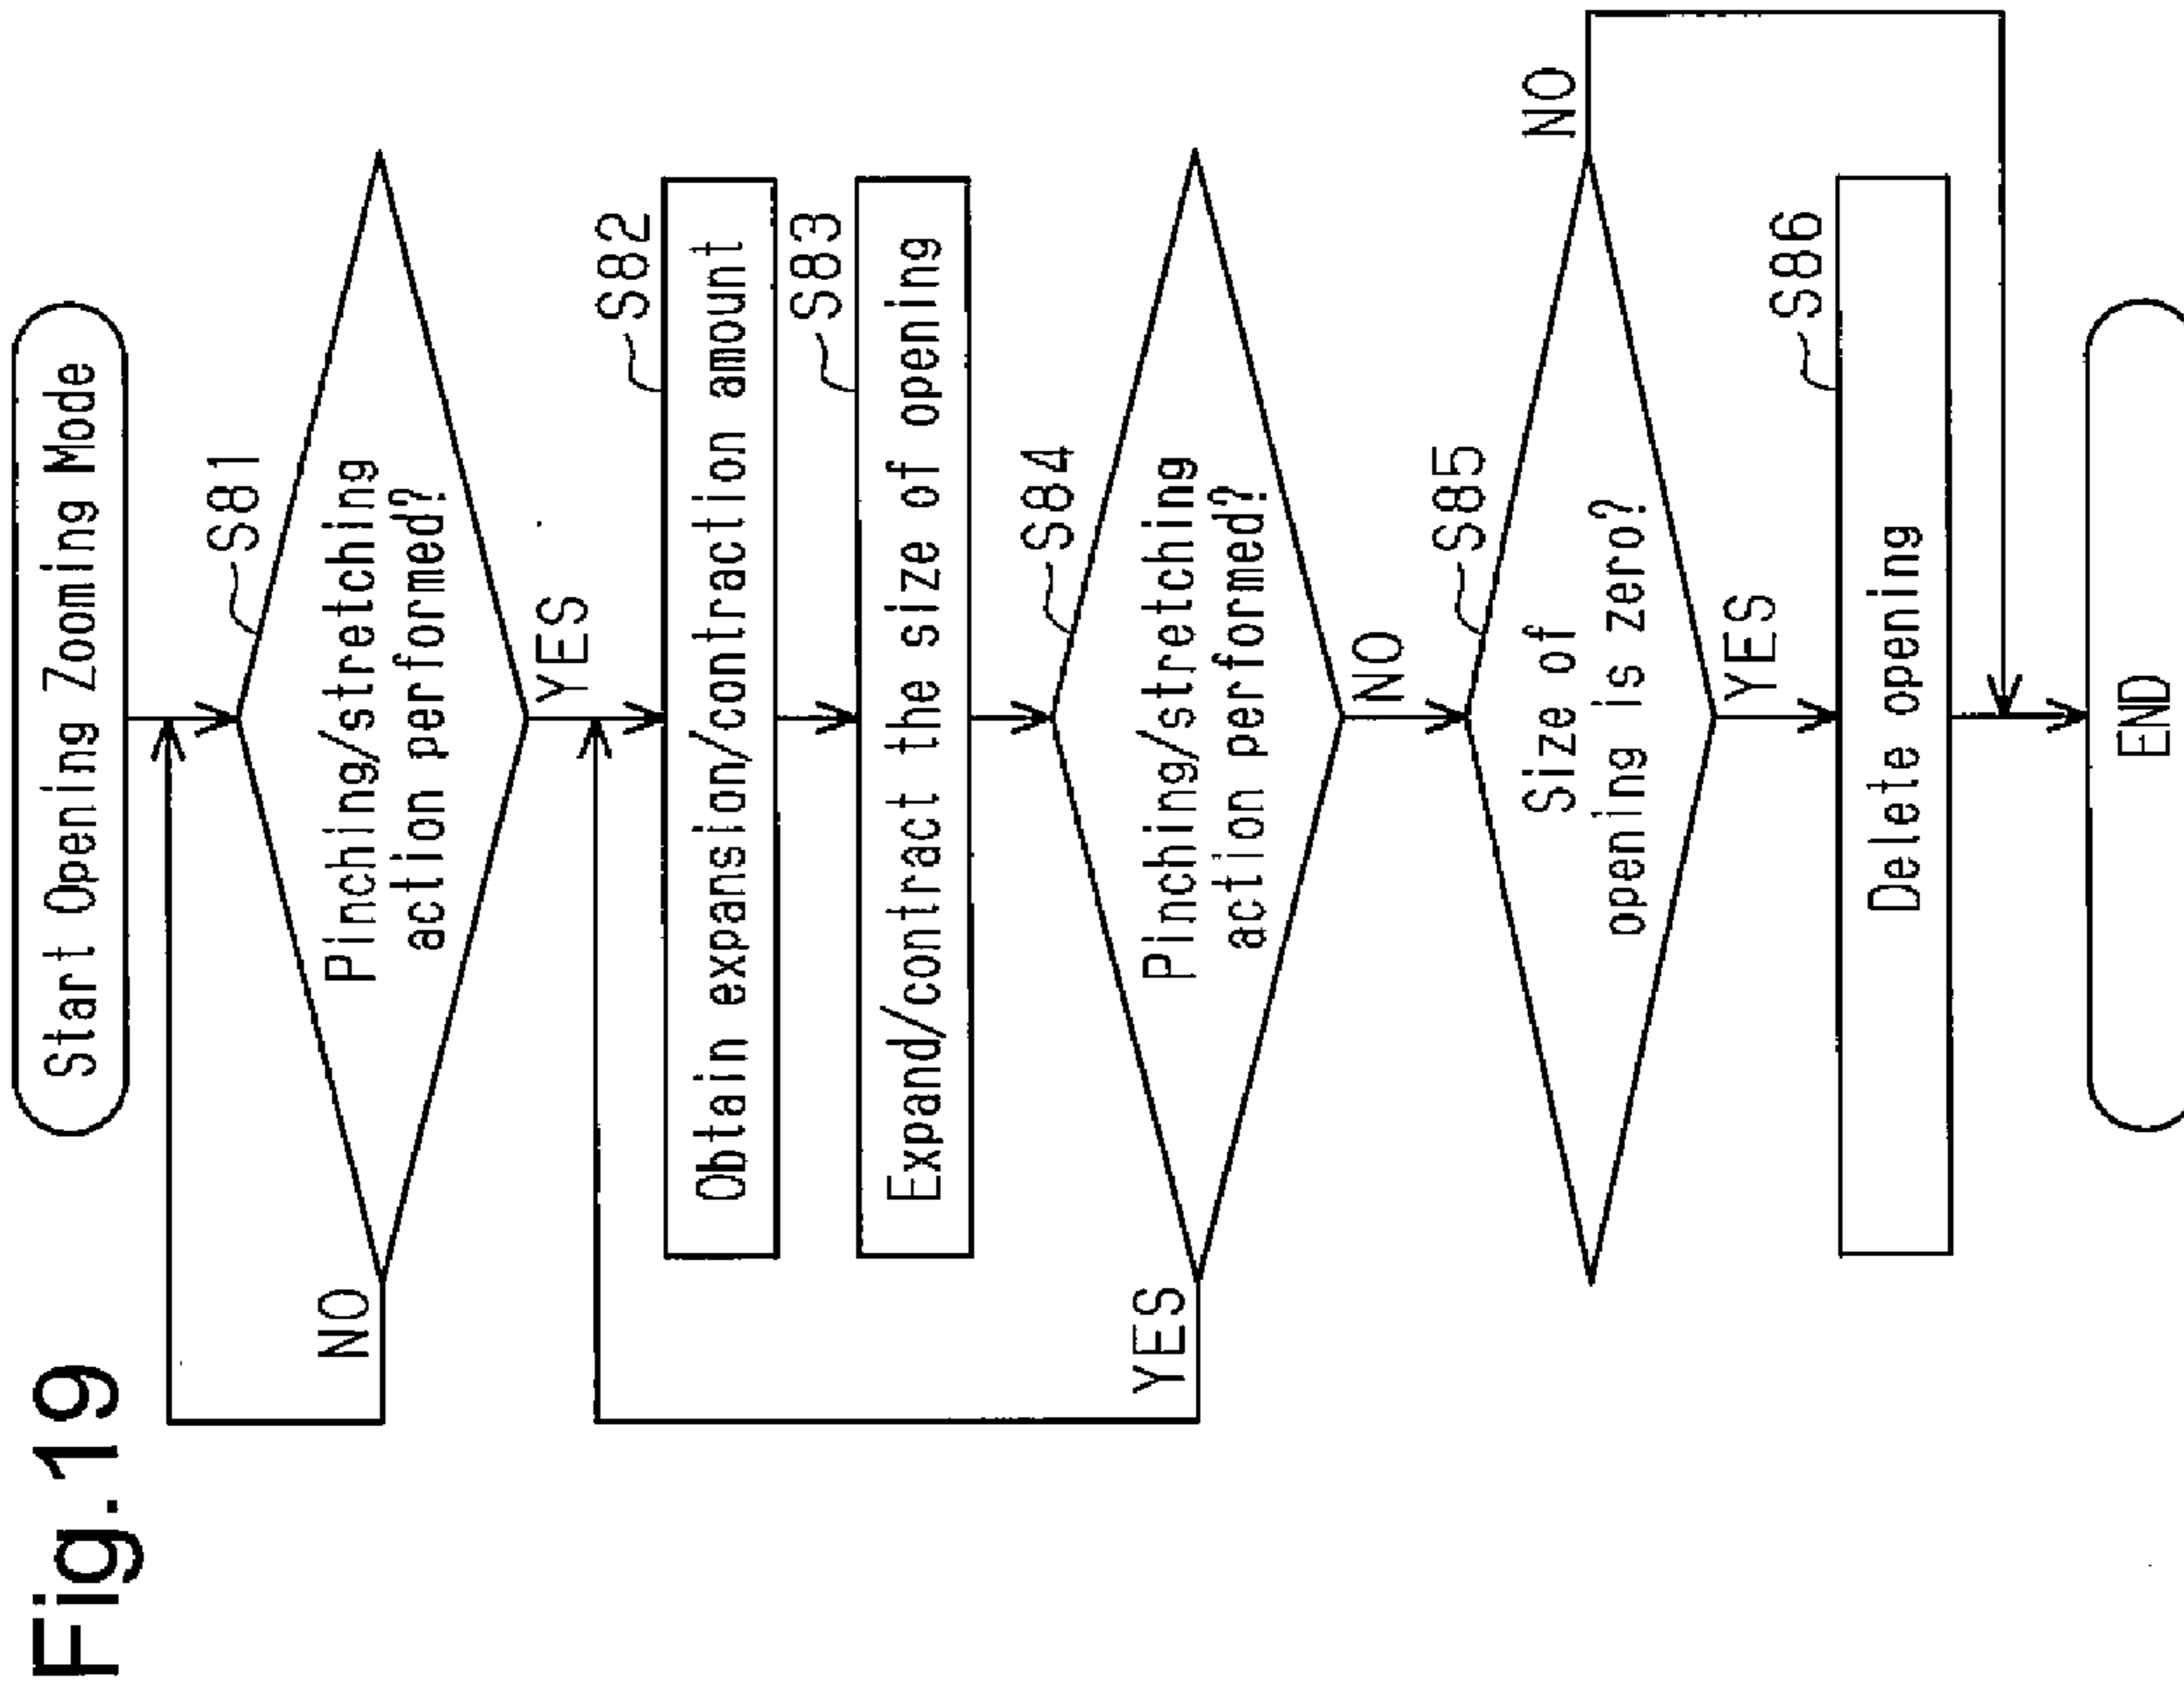 Fig.19
Start Opening Zooming Mode
S81
Pinching/stretching
action performed?
NO
YES
S82
Obtain expansion/contraction amount
S83
Expand/contract the size of opening
S84
Pinching/stretching
action performed?
YES
NO
S85
Size of
opening is zero?
NO
YES
S86
Delete opening
END